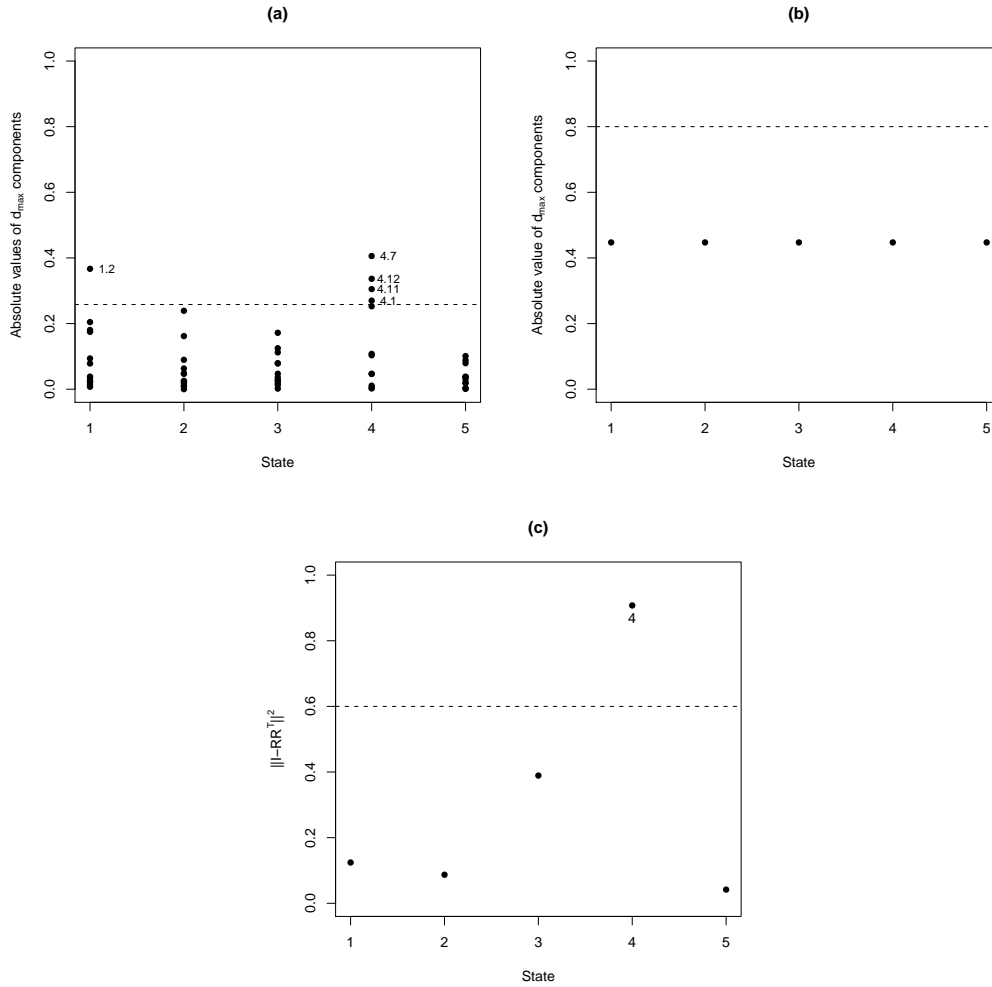 (a)
Absolute values of d_max components
1.0
0.8
0.6
0.4
0.2
0.0
1.2
4.7
4.12
4.11
4.1
1 2 3 4 5
State
(b)
Absolute value of d_max components
1.0
0.8
0.6
0.4
0.2
0.0
1 2 3 4 5
State
(c)
||I−RR^T||^2
1.0
0.8
0.6
0.4
0.2
0.0
4
1 2 3 4 5
State